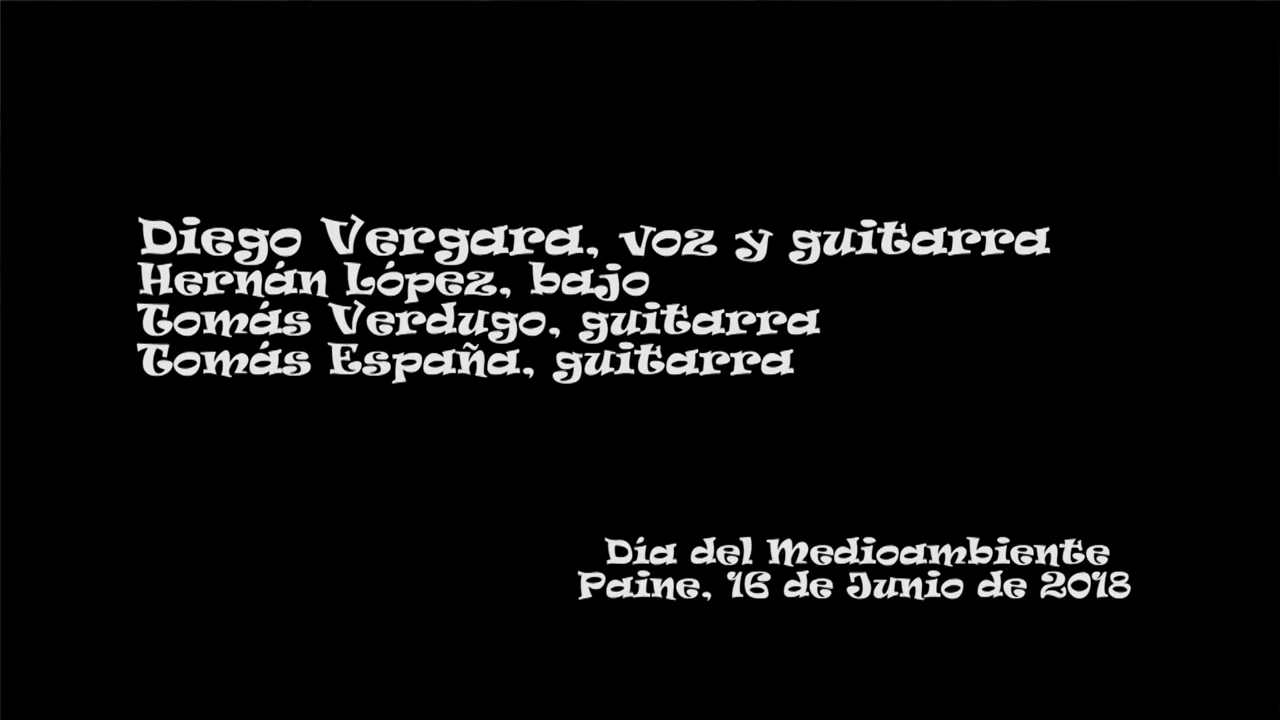 Diego Vergara, voz y guitarra
Hernán López, bajo
Tomás Verdugo, guitarra
Tomás España, guitarra
Día del Medioambiente
Paine, 16 de Junio de 2018